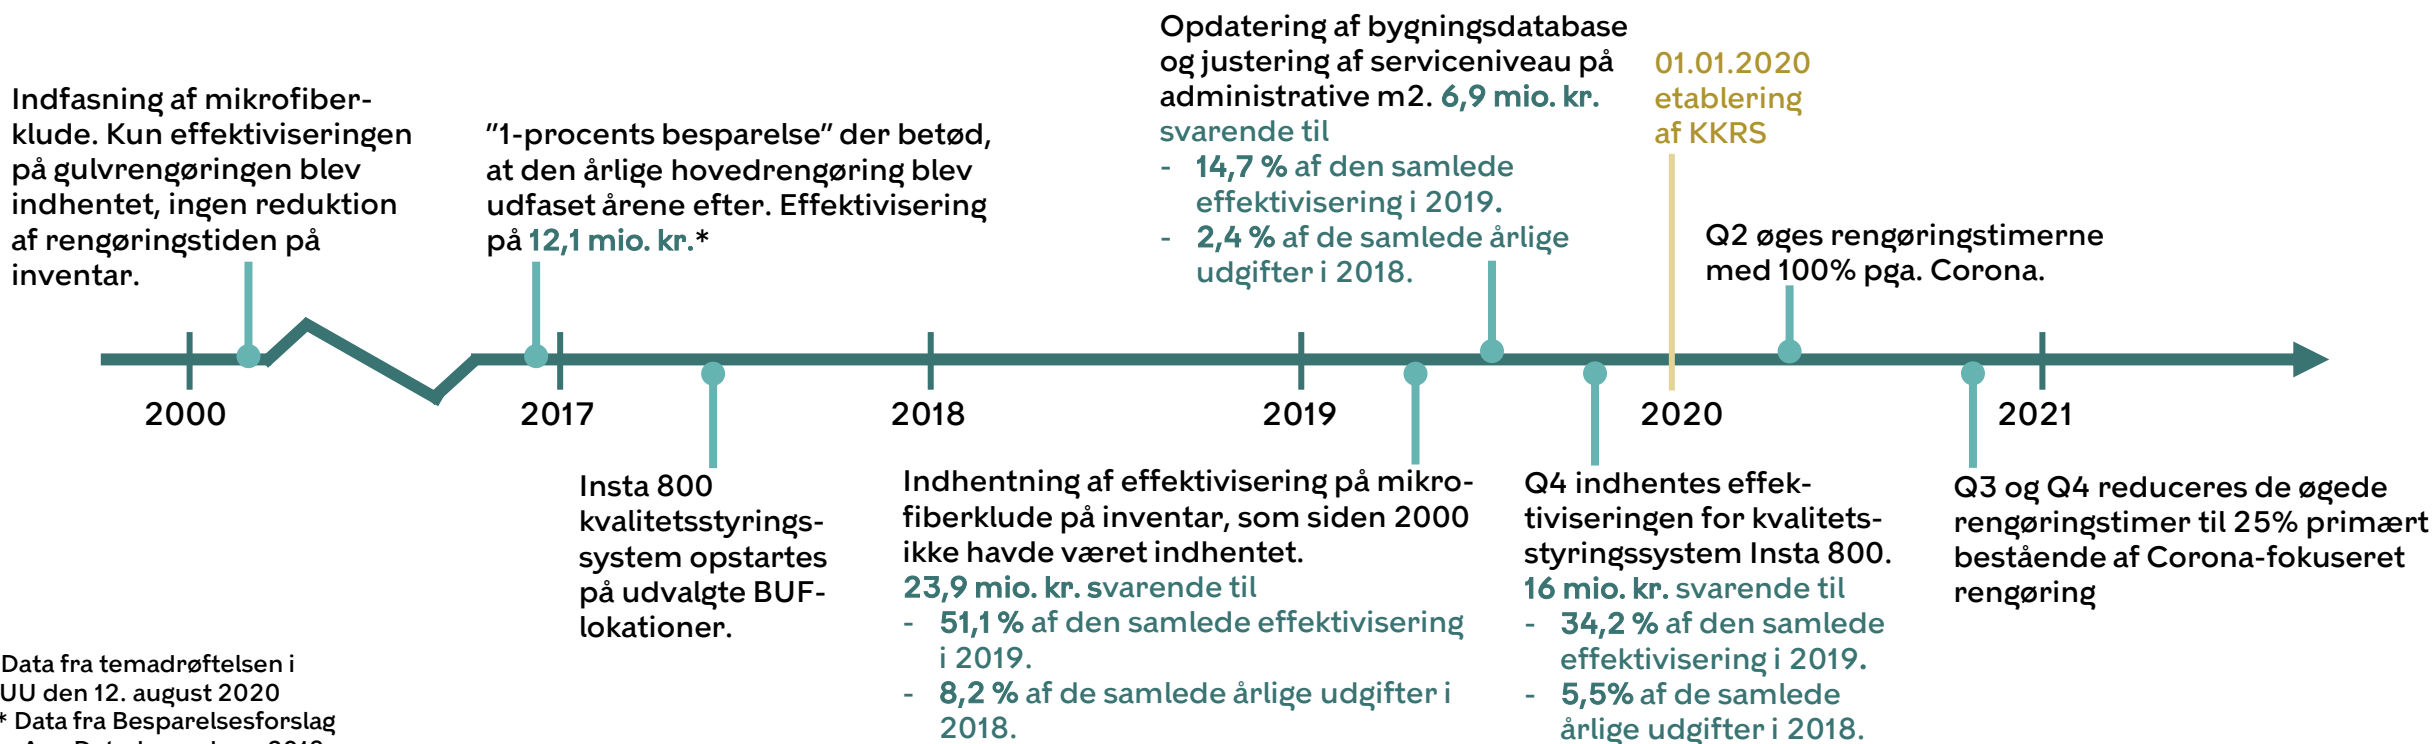 Indfasning af mikrofiber-
klude. Kun effektiviseringen
på gulvrengøringen blev
indhentet, ingen reduktion
af rengøringstiden på
inventar.
”1-procents besparelse” der betød,
at den årlige hovedrengøring blev
udfaset årene efter. Effektivisering
på 12,1 mio. kr.*
Opdatering af bygningsdatabase
og justering af serviceniveau på
administrative m2. 6,9 mio. kr.
svarende til
- 14,7 % af den samlede
effektivisering i 2019.
- 2,4 % af de samlede årlige
udgifter i 2018.
01.01.2020
etablering
af KKRS
Q2 øges rengøringstimerne
med 100% pga. Corona.
2000
2017
2018
2019
2020
2021
Insta 800
kvalitetsstyrings-
system opstartes
på udvalgte BUF-
lokationer.
Indhentning af effektivisering på mikro-
fiberklude på inventar, som siden 2000
ikke havde været indhentet.
23,9 mio. kr. svarende til
- 51,1 % af den samlede effektivisering
i 2019.
- 8,2 % af de samlede årlige udgifter i
2018.
Q4 indhentes effek-
tiviseringen for kvalitets-
styringssystem Insta 800.
16 mio. kr. svarende til
- 34,2 % af den samlede
effektivisering i 2019.
- 5,5% af de samlede
årlige udgifter i 2018.
Q3 og Q4 reduceres de øgede
rengøringstimer til 25% primært
bestående af Corona-fokuseret
rengøring
Data fra temadrøftelsen i
UU den 12. august 2020
* Data fra Besparelsesforslag